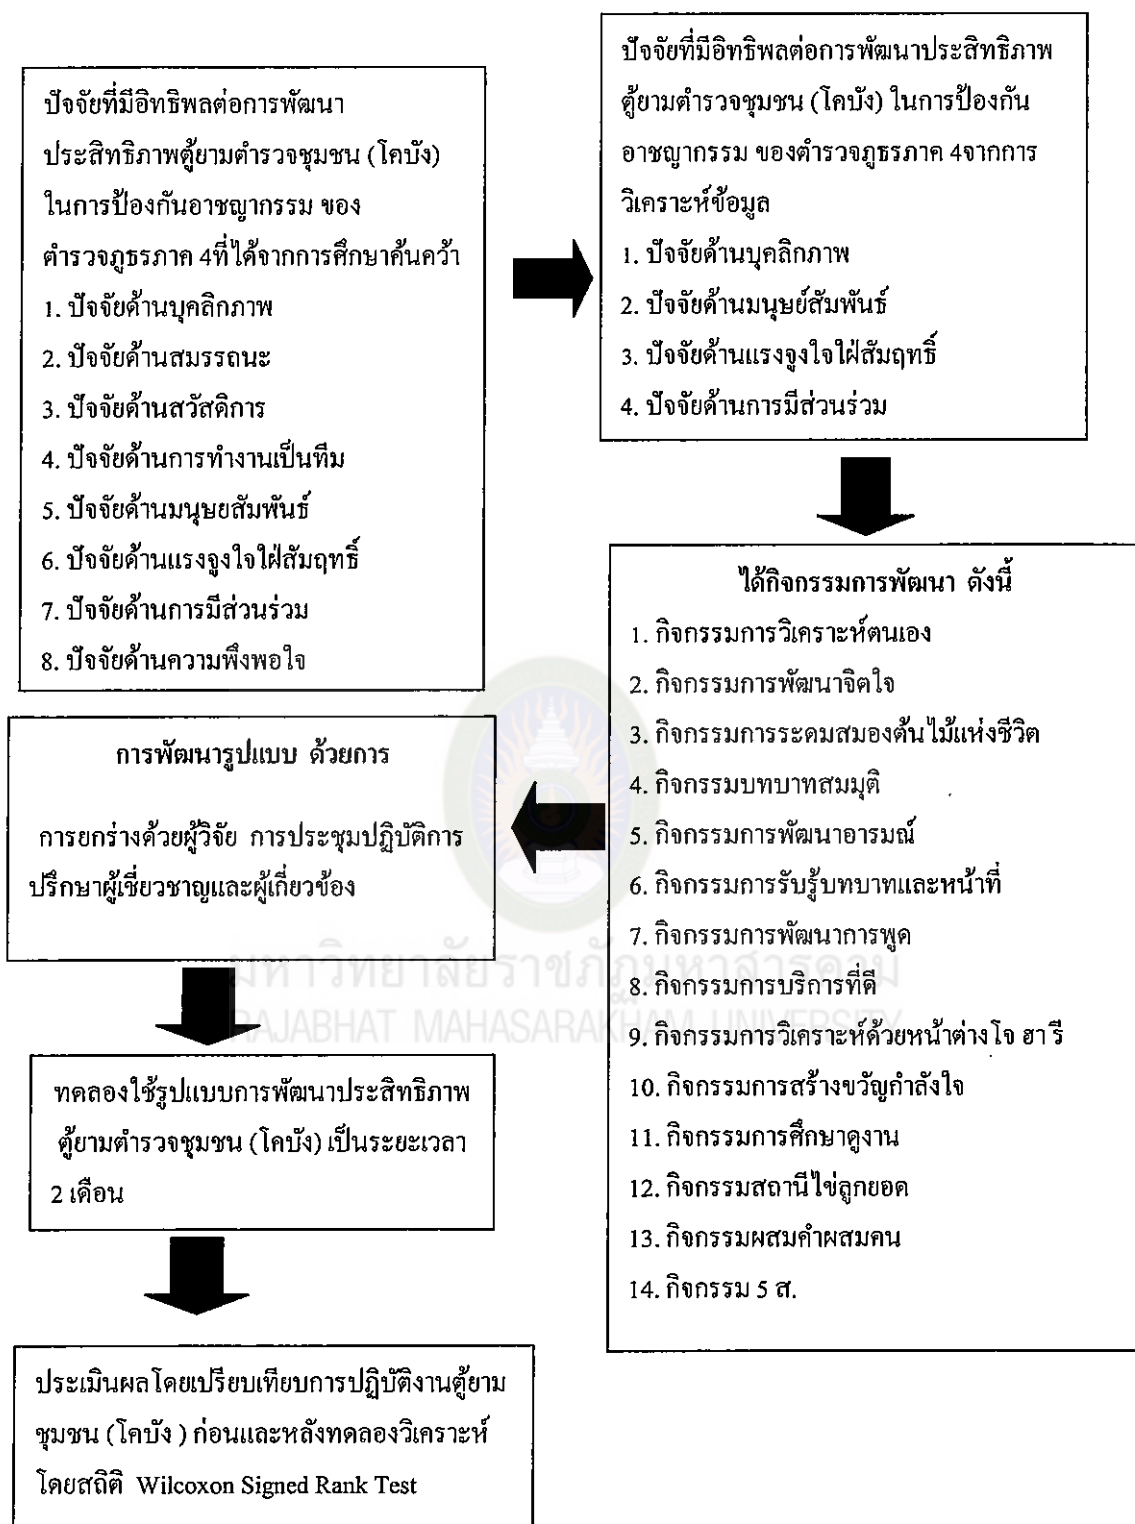 ปัจจัยที่มีอิทธิพลต่อการพัฒนา
ประสิทธิภาพตู้ยามตำรวจชุมชน (โคบัง)
ในการป้องกันอาชญากรรม ของ
ตำรวจภูธรภาค 4ที่ได้จากการศึกษาค้นคว้า
1. ปัจจัยด้านบุคลิกภาพ
2. ปัจจัยด้านสมรรถนะ
3. ปัจจัยด้านสวัสดิการ
4. ปัจจัยด้านการทำงานเป็นทีม
5. ปัจจัยด้านมนุษยสัมพันธ์
6. ปัจจัยด้านแรงจูงใจใฝ่สัมฤทธิ์
7. ปัจจัยด้านการมีส่วนร่วม
8. ปัจจัยด้านความพึงพอใจ
ปัจจัยที่มีอิทธิพลต่อการพัฒนาประสิทธิภาพ
ตู้ยามตำรวจชุมชน (โคบัง) ในการป้องกัน
อาชญากรรม ของตำรวจภูธรภาค 4จากการ
วิเคราะห์ข้อมูล
1. ปัจจัยด้านบุคลิกภาพ
2. ปัจจัยด้านมนุษย์สัมพันธ์
3. ปัจจัยด้านแรงจูงใจใฝ่สัมฤทธิ์
4. ปัจจัยด้านการมีส่วนร่วม
ได้กิจกรรมการพัฒนา ดังนี้
1. กิจกรรมการวิเคราะห์ตนเอง
2. กิจกรรมการพัฒนาจิตใจ
3. กิจกรรมการระดมสมองต้นไม้แห่งชีวิต
4. กิจกรรมบทบาทสมมุติ
5. กิจกรรมการพัฒนาอารมณ์
6. กิจกรรมการรับรู้บทบาทและหน้าที่
7. กิจกรรมการพัฒนาการพูด
8. กิจกรรมการบริการที่ดี
9. กิจกรรมการวิเคราะห์ด้วยหน้าต่างโจ ฮารี
10. กิจกรรมการสร้างขวัญกำลังใจ
11. กิจกรรมการศึกษาดูงาน
12. กิจกรรมสถานีไข่ลูกยอด
13. กิจกรรมผสมคำผสมคน
14. กิจกรรม 5 ส.
การพัฒนารูปแบบ ด้วยการ
การยกร่างด้วยผู้วิจัย การประชุมปฏิบัติการ
ปรึกษาผู้เชี่ยวชาญและผู้เกี่ยวข้อง
มหาวิทยาลัยราชภัฏมหาสารคาม
RAJABHAT MAHASARAKHAM UNIVERSITY
ทดลองใช้รูปแบบการพัฒนาประสิทธิภาพ
ตู้ยามตำรวจชุมชน (โคบัง) เป็นระยะเวลา
2 เดือน
ประเมินผลโดยเปรียบเทียบการปฏิบัติงานตู้ยาม
ชุมชน (โคบัง ) ก่อนและหลังทดลองวิเคราะห์
โดยสถิติ Wilcoxon Signed Rank Test